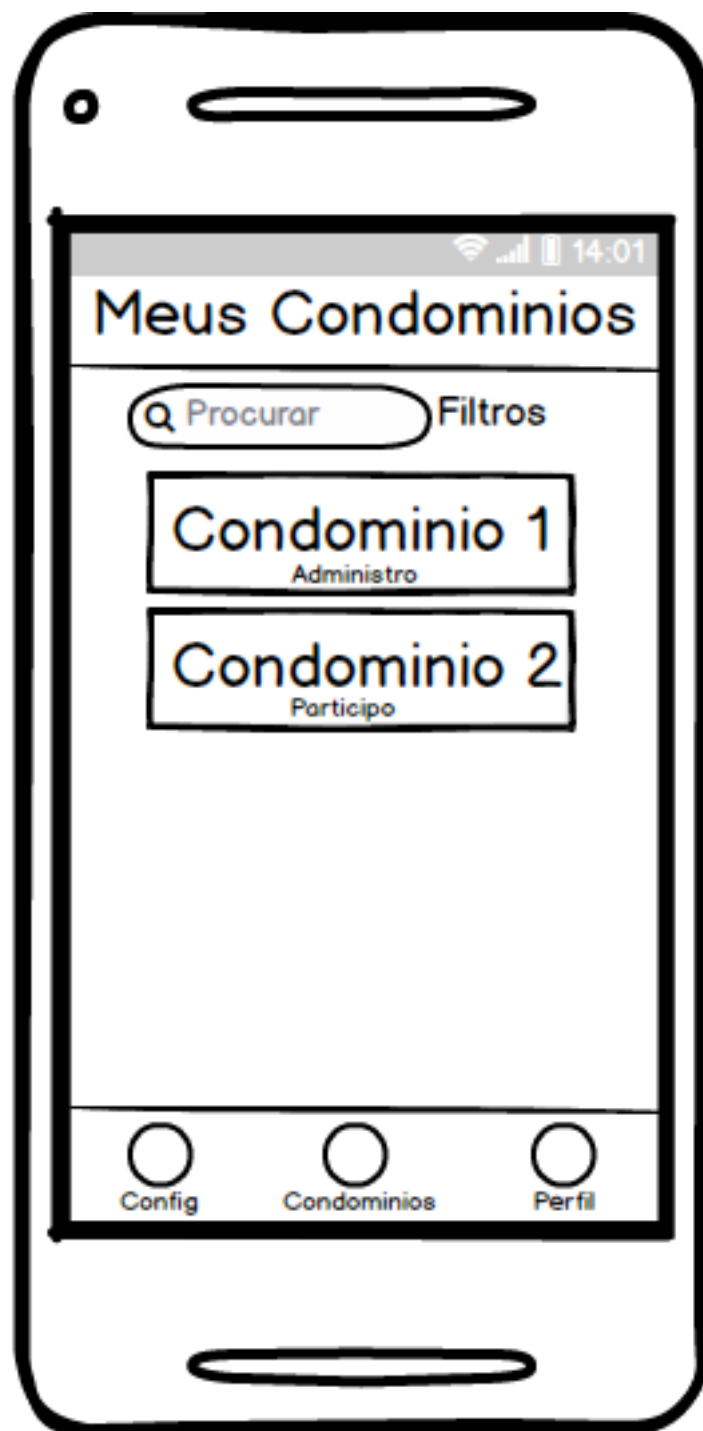 14:01
Meus Condominios
Procurar Filtros
Condominio 1
Administro
Condominio 2
Participo
Config Condominios Perfil